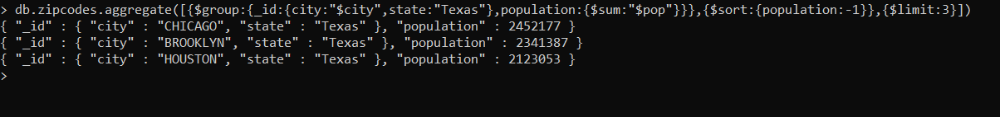 > db.zipcodes.aggregate([{$group:{_id:{city:"$city",state:"Texas"},population:{$sum:"$pop"}}},{$sort:{population:-1}},{$limit:3}])
{ "_id" : { "city" : "CHICAGO", "state" : "Texas" }, "population" : 2452177 }
{ "_id" : { "city" : "BROOKLYN", "state" : "Texas" }, "population" : 2341387 }
{ "_id" : { "city" : "HOUSTON", "state" : "Texas" }, "population" : 2123053 }
>